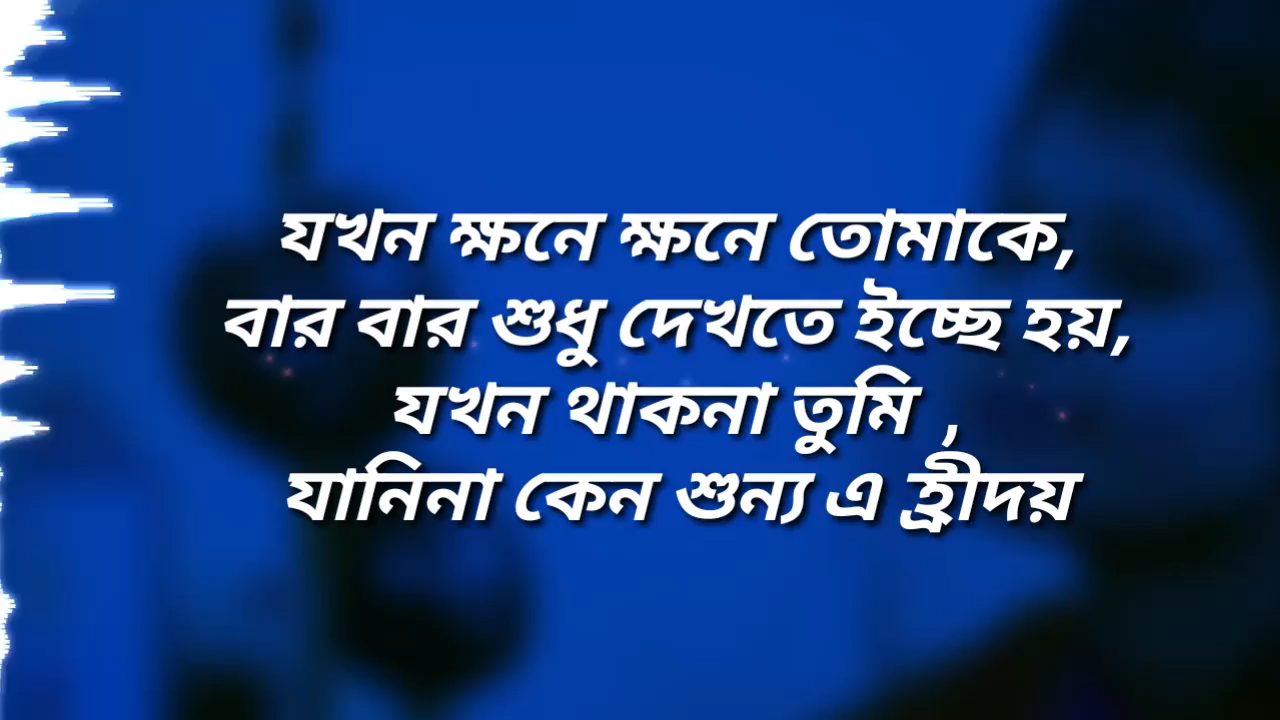 যখন ক্ষনে ক্ষনে তোমাকে,
বার বার শুধু দেখতে ইচ্ছে হয়,
যখন থাকনা তুমি ,
যানিনা কেন শুন্য এ হ্রীদয়